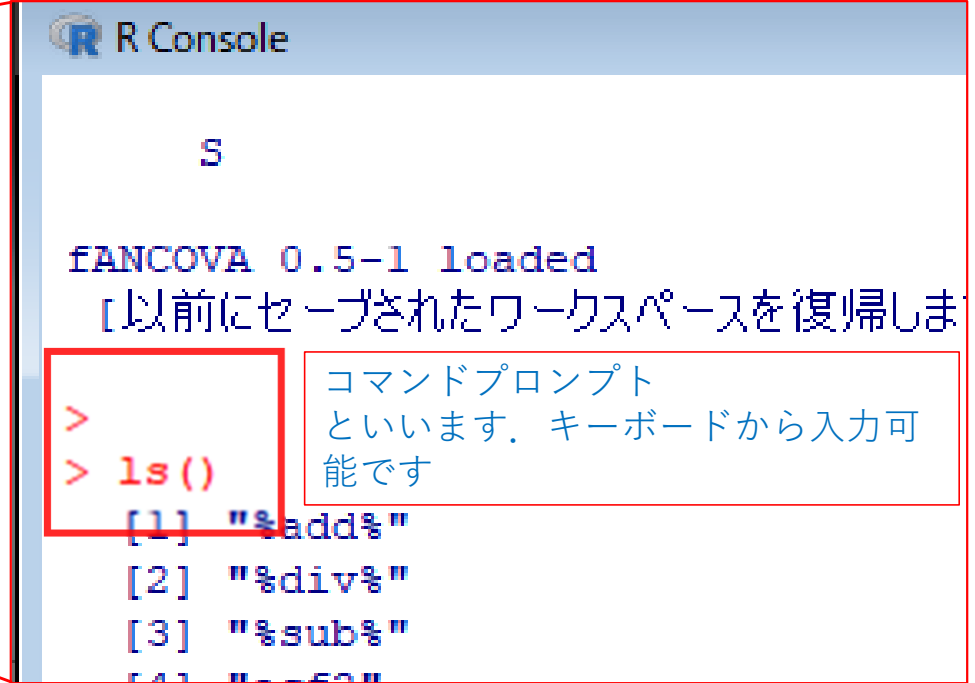 R Console
S
fANCOVA 0.5-1 loaded
[以前にセーブされたワークスペースを復帰しま
>
> ls()
コマンドプロンプト
といいます．キーボードから入力可
能です
[1] "%add%"
[2] "%div%"
[3] "%sub%"
[4]